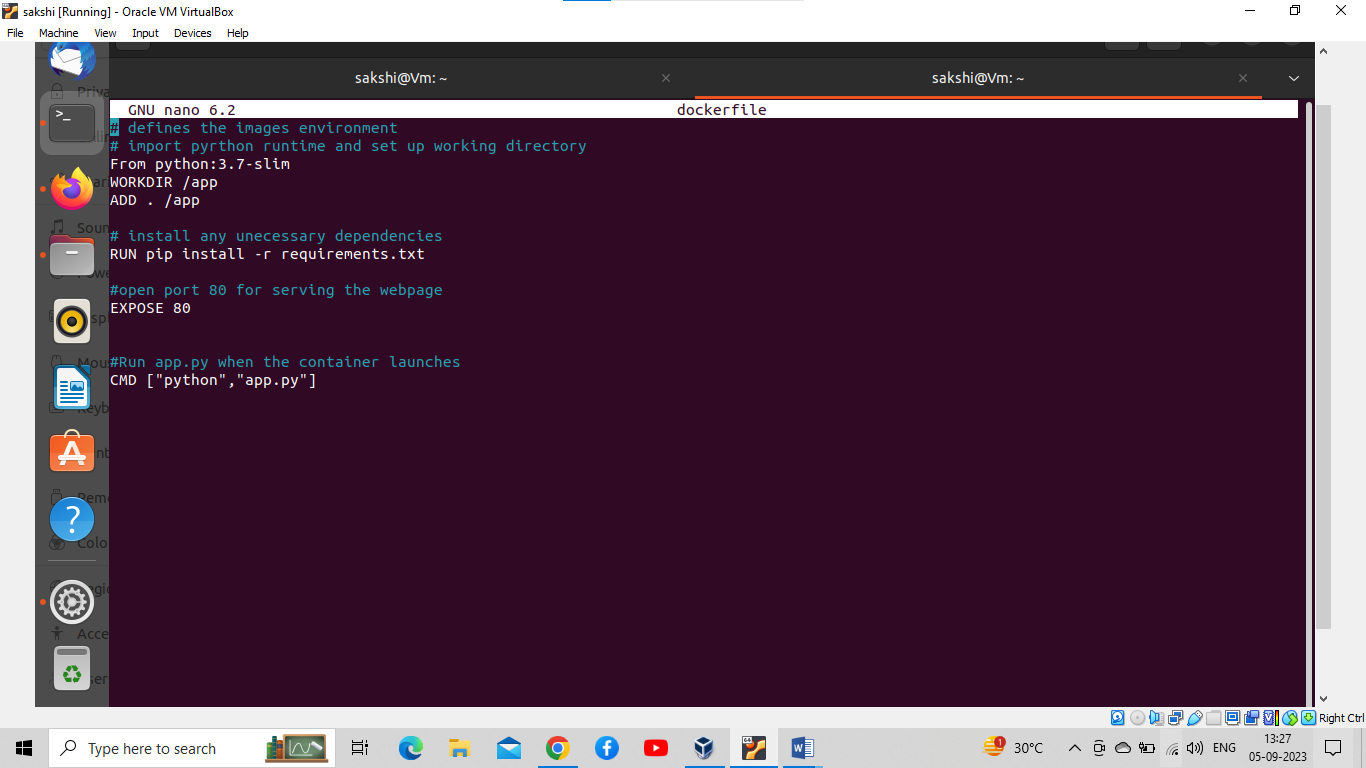 sakshi [Running] - Oracle VM VirtualBox
File Machine View Input Devices Help
sakshi@Vm: ~
sakshi@Vm: ~
GNU nano 6.2 dockerfile
# defines the images environment
# import pyrthon runtime and set up working directory
From python:3.7-slim
WORKDIR /app
ADD . /app
# install any unecessary dependencies
RUN pip install -r requirements.txt
#open port 80 for serving the webpage
EXPOSE 80
#Run app.py when the container launches
CMD ["python","app.py"]
Right Ctrl
Type here to search
1
30°C
ENG
13:27
05-09-2023